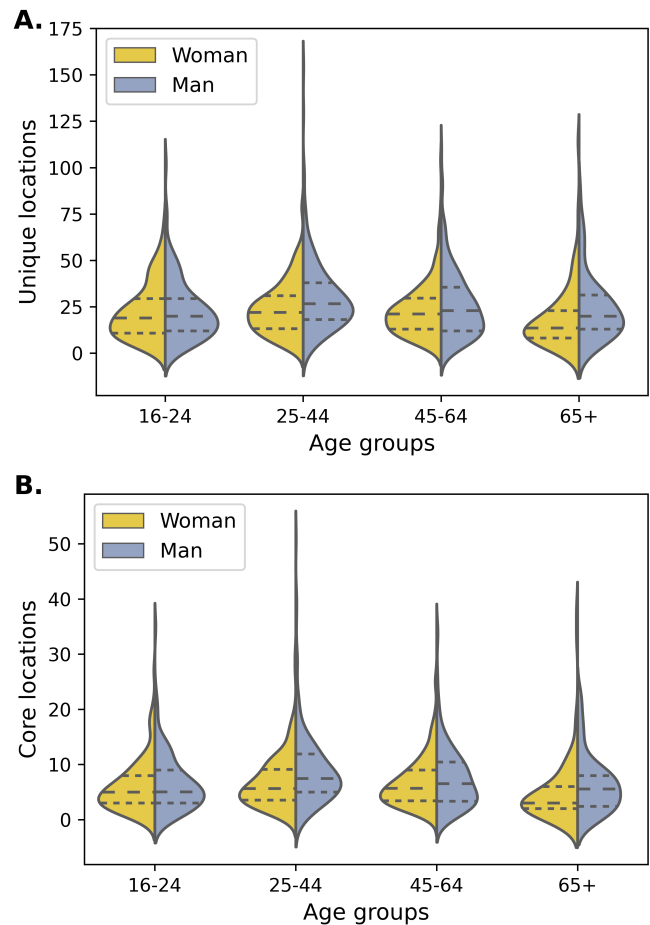 A.
175
150
125
100
75
50
25
0
Unique locations
Woman
Man
16-24 25-44 45-64 65+
Age groups
B.
50
40
30
20
10
0
Core locations
Woman
Man
16-24 25-44 45-64 65+
Age groups